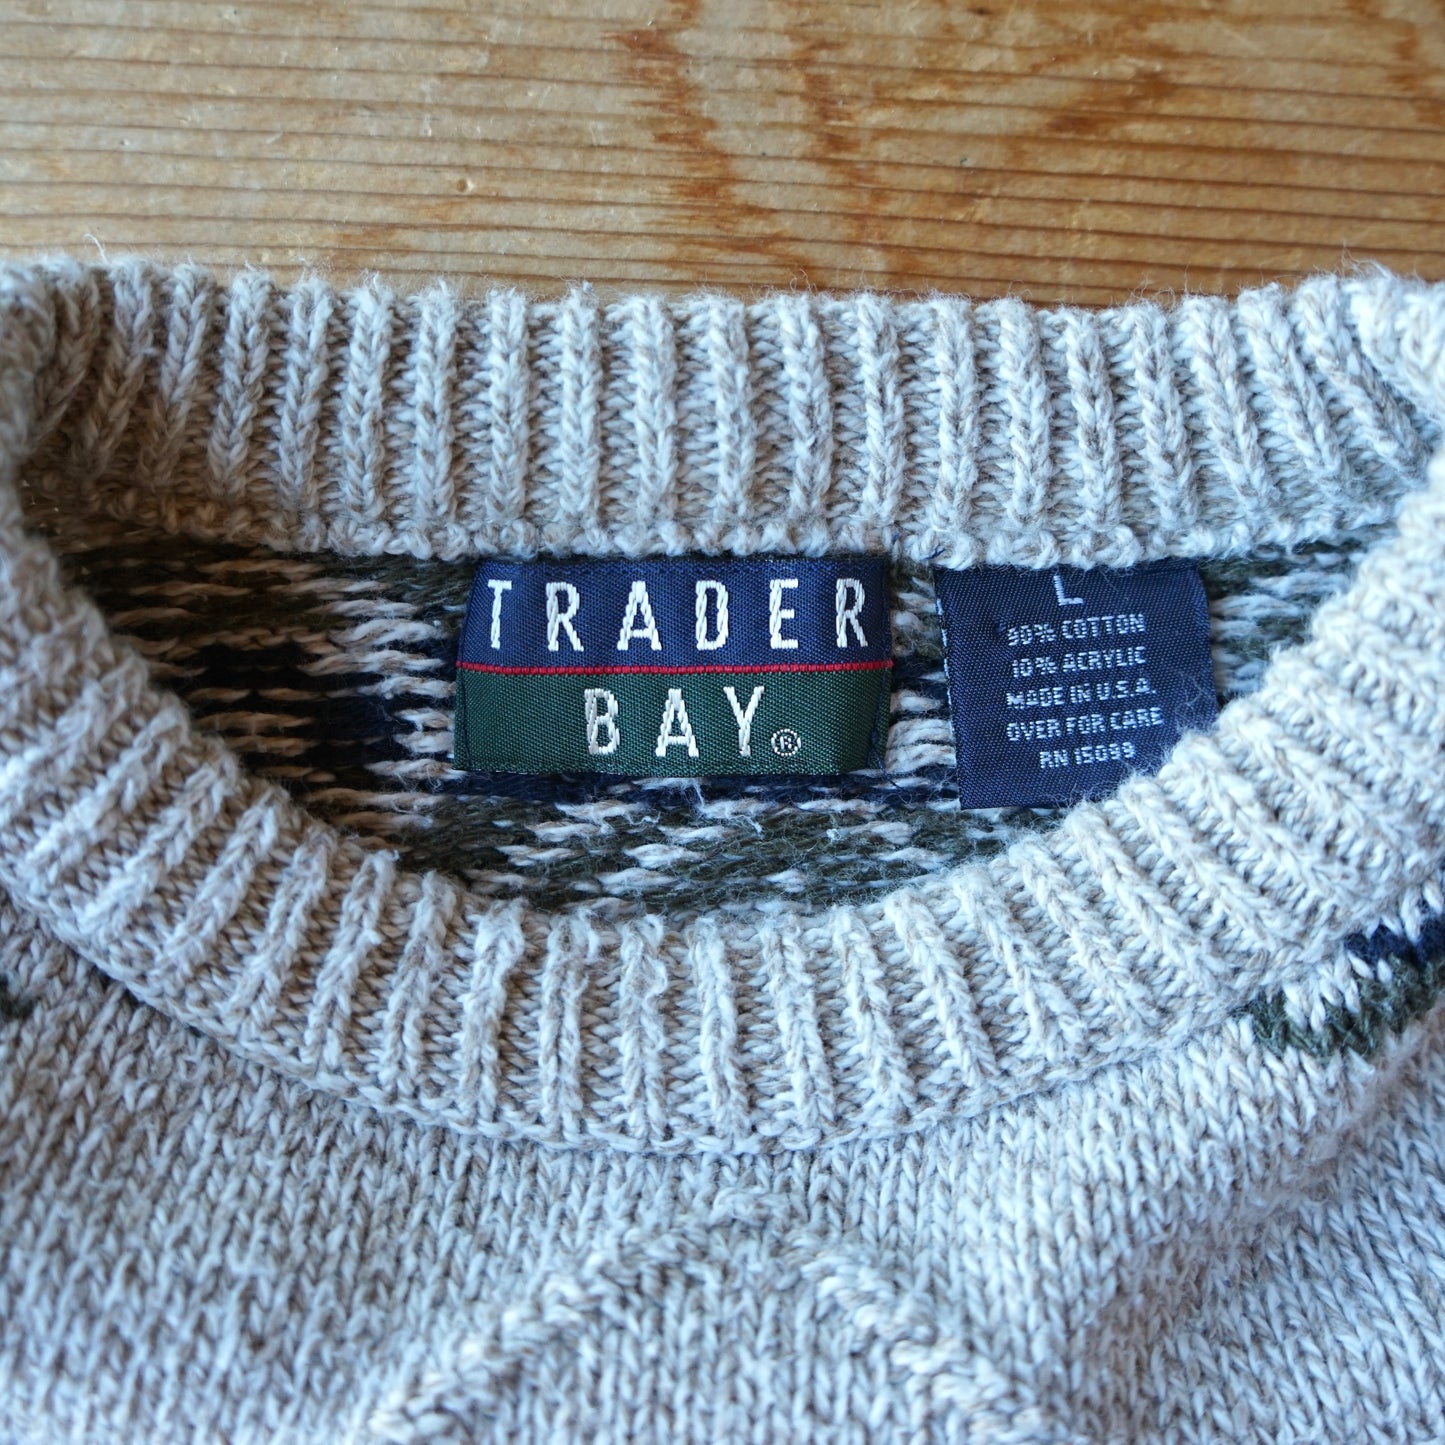 TRADER
BAY®
L
90% COTTON
10% ACRYLIC
MADE IN U.S.A.
OVER FOR CARE
RN 15099